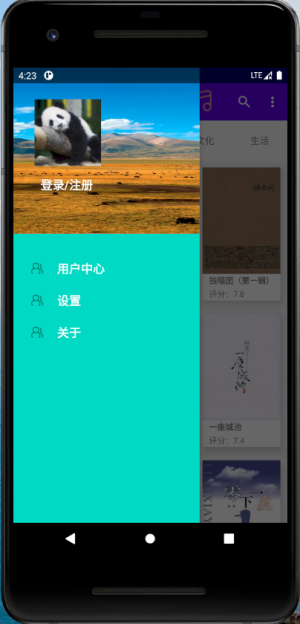 4:23
LTE
文化
生活
登录/注册
用户中心
设置
关于
独唱团（第一辑）
评分：7.8
一座城池
评分：7.4